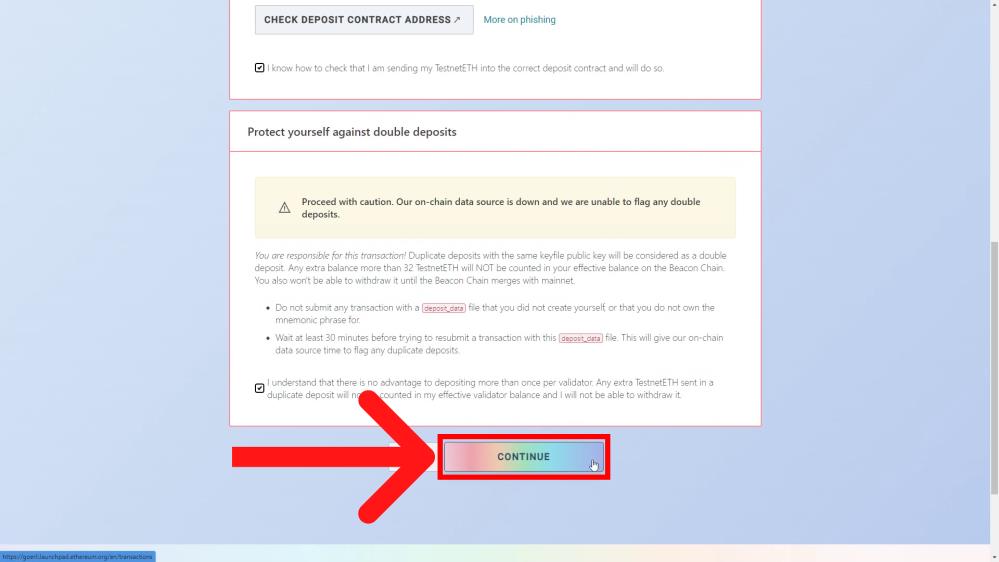 CHECK DEPOSIT CONTRACT ADDRESS ↗ More on phishing
I know how to check that I am sending my TestnetETH into the correct deposit contract and will do so.
Protect yourself against double deposits
Proceed with caution. Our on-chain data source is down and we are unable to flag any double
deposits.
You are responsible for this transaction! Duplicate deposits with the same keyfile public key will be considered as a double
deposit. Any extra balance more than 32 TestnetETH will NOT be counted in your effective balance on the Beacon Chain.
You also won't be able to withdraw it until the Beacon Chain merges with mainnet.
• Do not submit any transaction with a deposit_data file that you did not create yourself, or that you do not own the
mnemonic phrase for.
• Wait at least 30 minutes before trying to resubmit a transaction with this deposit_data file. This will give our on-chain
data source time to flag any duplicate deposits.
I understand that there is no advantage to depositing more than once per validator. Any extra TestnetETH sent in a
duplicate deposit will counted in my effective validator balance and I will not be able to withdraw it.
CONTINUE
https://goerli.launchpad.ethereum.org/en/transactions